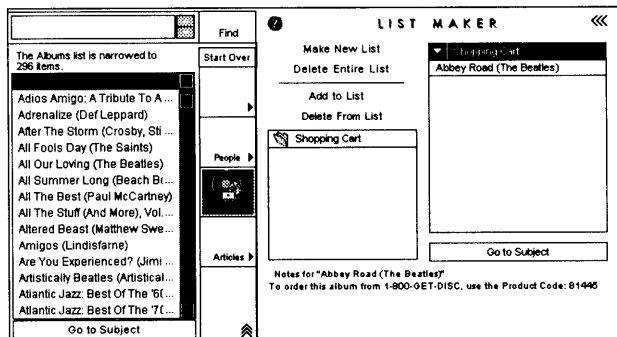 Find
The Albums list is narrowed to
296 items.
Start Over
Adios Amigo: A Tribute To A ...
Adrenalize (Def Leppard)
After The Storm (Crosby, Sti ...
All Fools Day (The Saints)
All Our Loving (The Beatles)
All Summer Long (Beach Bo...
All The Best (Paul McCartney)
All The Stuff (And More), Vol. ...
Altered Beast (Matthew Swe...
Amigos (Lindisfarne)
Are You Experienced? (Jimi ...
Artistically Beatles (Artistical...
Atlantic Jazz: Best Of The '6(...
Atlantic Jazz: Best Of The '7(...
Go to Subject
People
Articles
LIST MAKER
Make New List
Delete Entire List
Add to List
Delete From List
Shopping Cart
Shopping Cart
Abbey Road (The Beatles)
Go to Subject
Notes for "Abbey Road (The Beatles)"
To order this album from 1-800-GET-DISC, use the Product Code: 81445